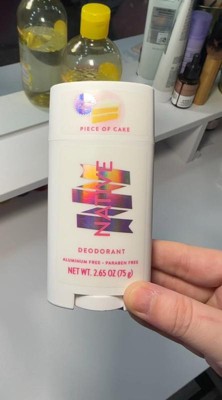 PIECE OF CAKE
NATIVE
DEODORANT
ALUMINUM FREE • PARABEN FREE
NET WT. 2.65 OZ (75 g)